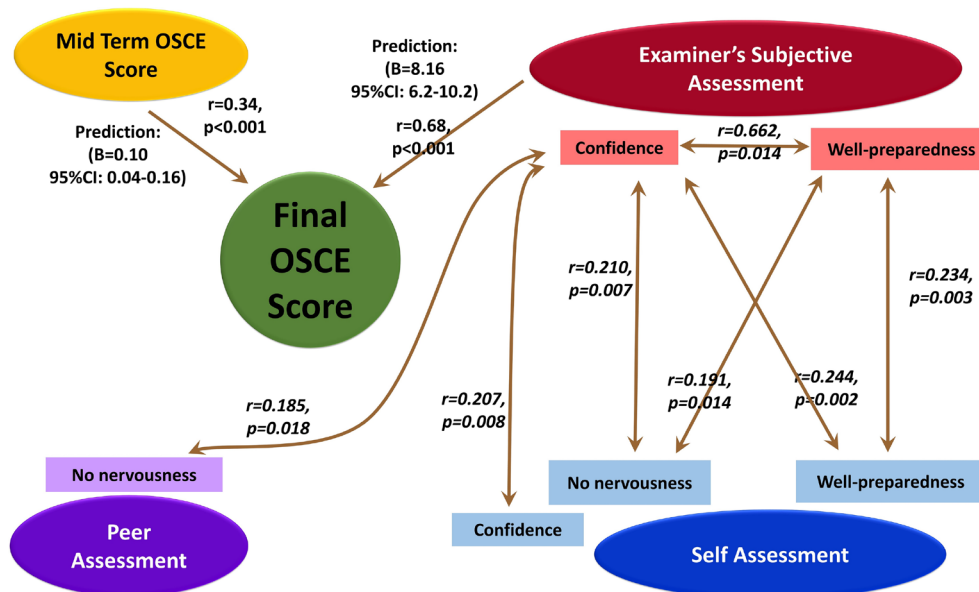 Mid Term OSCE
Score
Prediction:
(B=8.16
95%CI: 6.2-10.2)
Examiner's Subjective
Assessment
r=0.34,
p<0.001
Prediction:
(B=0.10
95%CI: 0.04-0.16)
r=0.68,
p<0.001
Confidence
r=0.662,
p=0.014
Well-preparedness
Final
OSCE
Score
r=0.210,
p=0.007
r=0.234,
p=0.003
r=0.185,
p=0.018
r=0.207,
p=0.008
r=0.191,
p=0.014
r=0.244,
p=0.002
No nervousness
Peer
Assessment
Confidence
No nervousness
Well-preparedness
Self Assessment